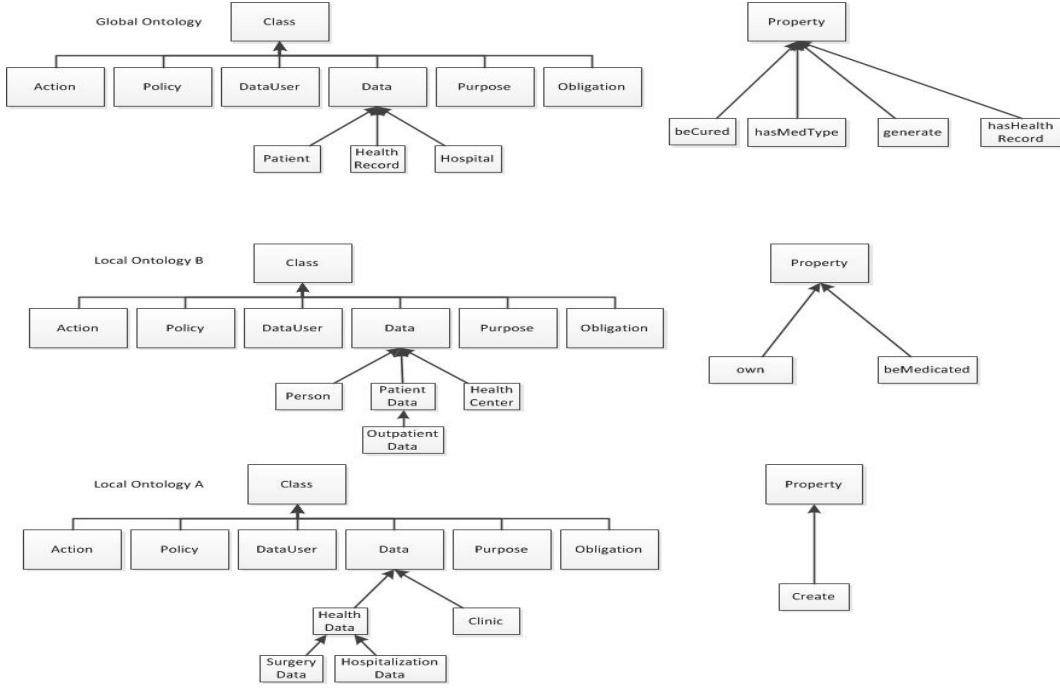 Global Ontology
Class
Property
Action
Policy
DataUser
Data
Purpose
Obligation
beCured
hasMedType
generate
hasHealth
Record
Patient
Health
Record
Hospital
Local Ontology B
Class
Property
Action
Policy
DataUser
Data
Purpose
Obligation
own
beMedicated
Person
Patient
Data
Health
Center
Outpatient
Data
Local Ontology A
Class
Property
Action
Policy
DataUser
Data
Purpose
Obligation
Create
Health
Data
Clinic
Surgery
Data
Hospitalization
Data